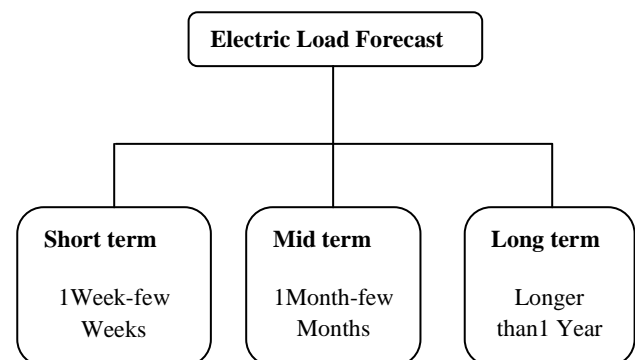 Electric Load Forecast
Short term
1Week-few
Weeks
Mid term
1Month-few
Months
Long term
Longer
than1 Year